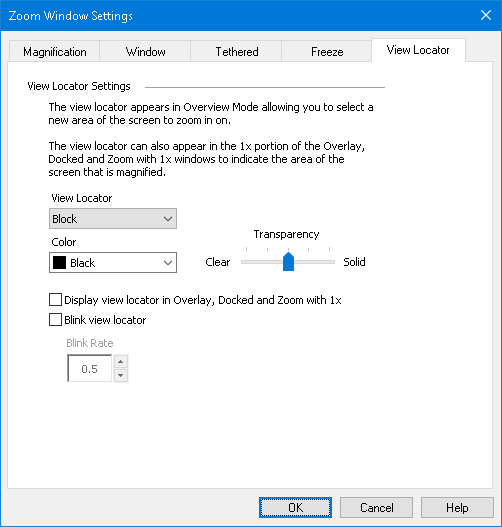 Zoom Window Settings
Magnification
Window
Tethered
Freeze
View Locator
View Locator Settings
The view locator appears in Overview Mode allowing you to select a
new area of the screen to zoom in on.
The view locator can also appear in the 1x portion of the Overlay,
Docked and Zoom with 1x windows to indicate the area of the
screen that is magnified.
View Locator
Block
Color
Black
Transparency
Clear
Solid
Display view locator in Overlay, Docked and Zoom with 1x
Blink view locator
Blink Rate
0.5
OK
Cancel
Help